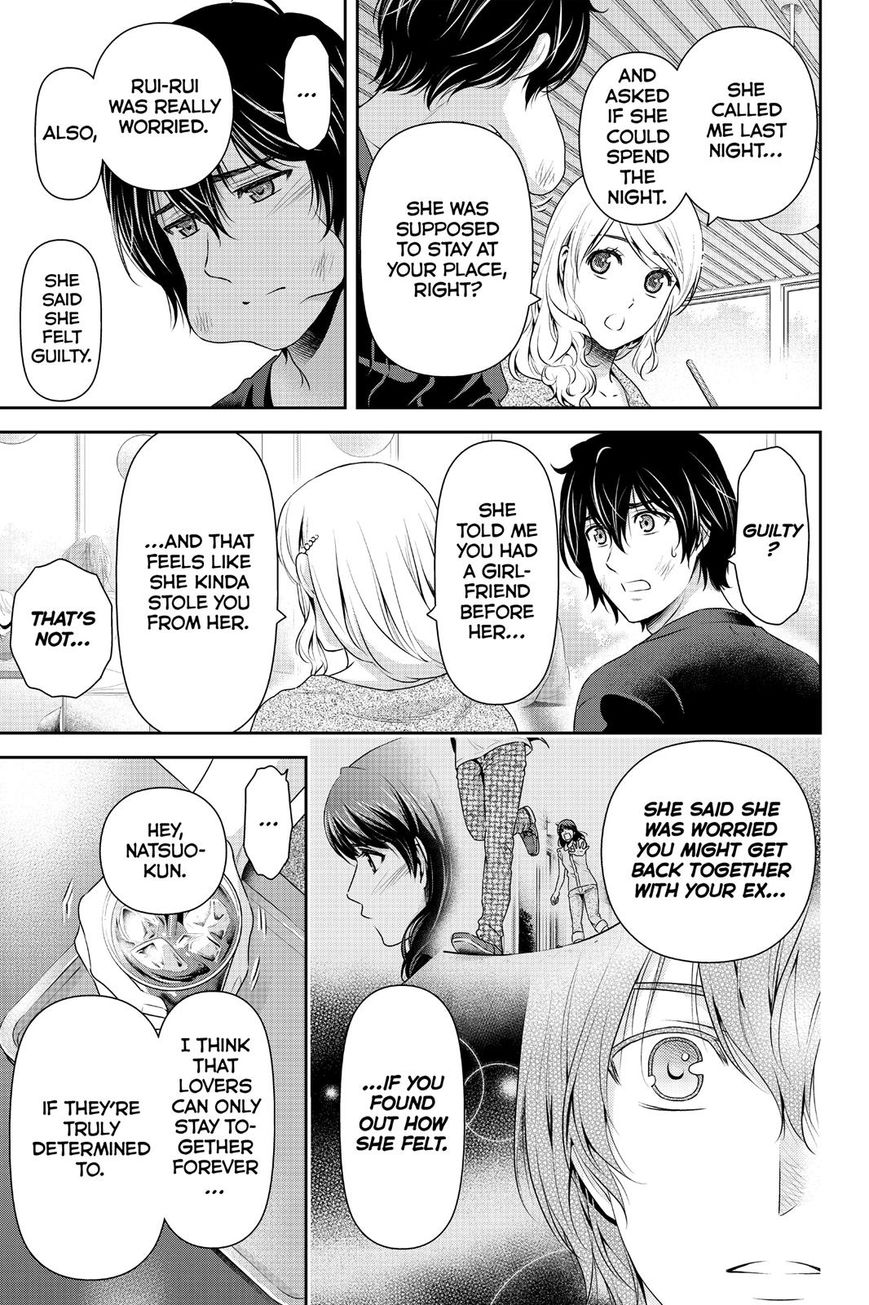 SHE
CALLED
ME LAST
NIGHT...
AND
ASKED
IF SHE
COULD
SPEND
THE
NIGHT.
SHE WAS
SUPPOSED
TO STAY AT
YOUR PLACE,
RIGHT?
...
RUI-RUI
WAS REALLY
WORRIED.
ALSO,
SHE
SAID
SHE
FELT
GUILTY.
GUILTY
?
SHE
TOLD ME
YOU HAD
A GIRL-
FRIEND
BEFORE
HER...
...AND THAT
FEELS LIKE
SHE KINDA
STOLE YOU
FROM HER.
THAT'S
NOT...
SHE SAID SHE
WAS WORRIED
YOU MIGHT GET
BACK TOGETHER
WITH YOUR EX...
...IF YOU
FOUND
OUT HOW
SHE FELT.
...
HEY,
NATSUO-
KUN.
I THINK
THAT
LOVERS
CAN ONLY
STAY TO-
GETHER
FOREVER
...
IF THEY'RE
TRULY
DETERMINED
TO.